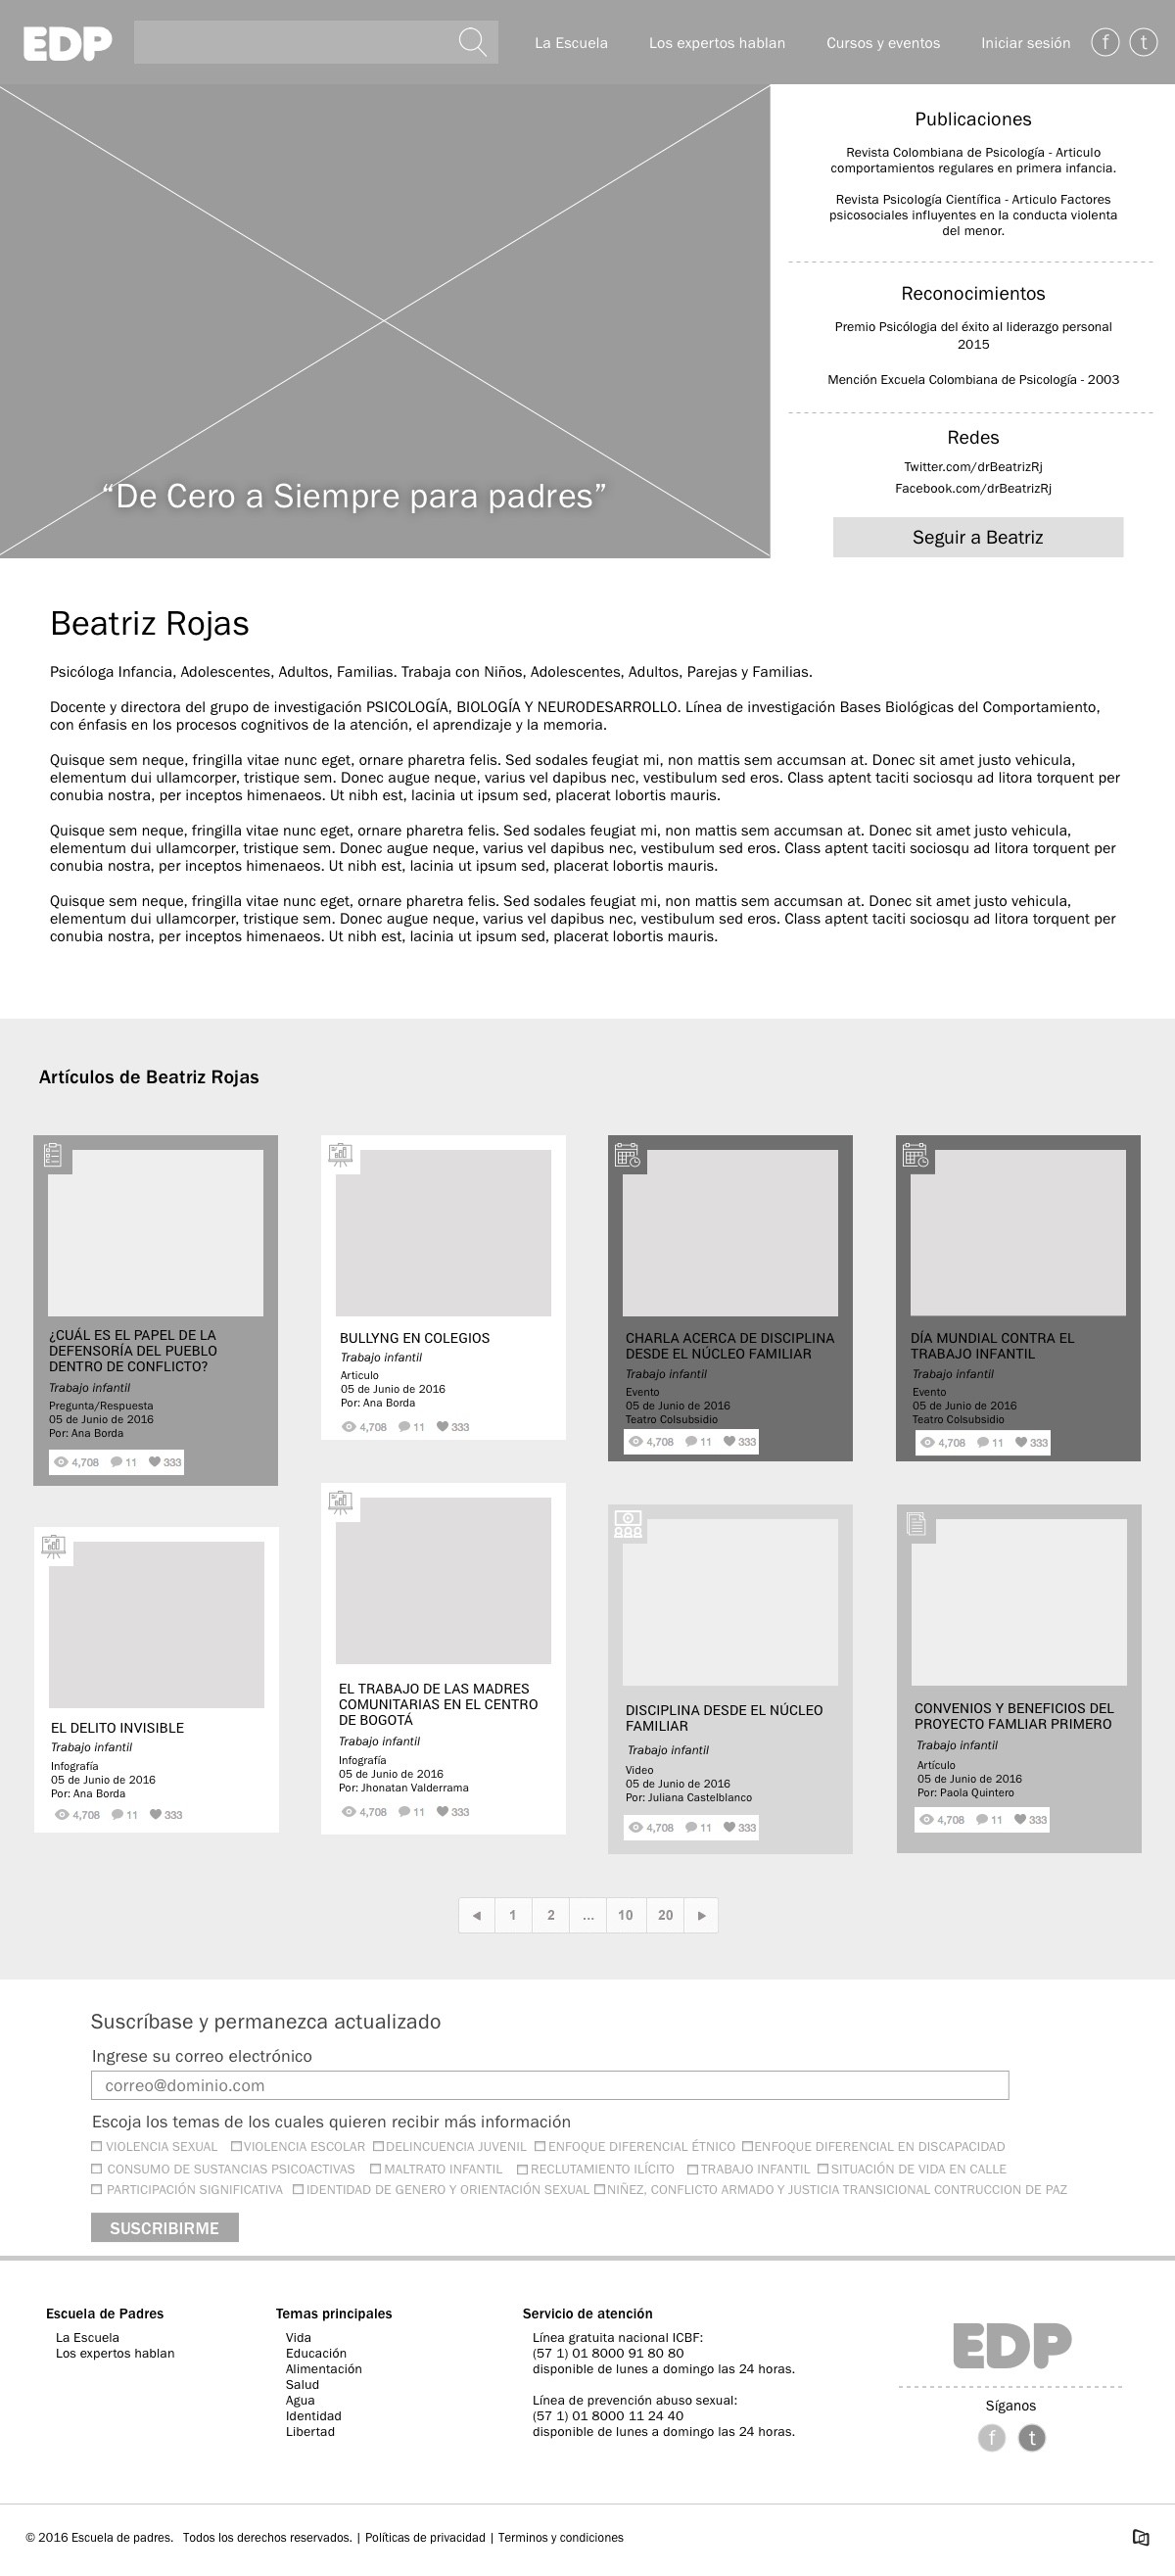 EDP
La Escuela
Los expertos hablan
Cursos y eventos
Iniciar sesión
f
t
“De Cero a Siempre para padres”
Publicaciones
Revista Colombiana de Psicología - Articulo
comportamientos regulares en primera infancia.
Revista Psicología Científica - Articulo Factores
psicosociales influyentes en la conducta violenta
del menor.
Reconocimientos
Premio Psicólogia del éxito al liderazgo personal
2015
Mención Excuela Colombiana de Psicología - 2003
Redes
Twitter.com/drBeatrizRj
Facebook.com/drBeatrizRj
Seguir a Beatriz
Beatriz Rojas
Psicóloga Infancia, Adolescentes, Adultos, Familias. Trabaja con Niños, Adolescentes, Adultos, Parejas y Familias.
Docente y directora del grupo de investigación PSICOLOGÍA, BIOLOGÍA Y NEURODESARROLLO. Línea de investigación Bases Biológicas del Comportamiento,
con énfasis en los procesos cognitivos de la atención, el aprendizaje y la memoria.
Quisque sem neque, fringilla vitae nunc eget, ornare pharetra felis. Sed sodales feugiat mi, non mattis sem accumsan at. Donec sit amet justo vehicula,
elementum dui ullamcorper, tristique sem. Donec augue neque, varius vel dapibus nec, vestibulum sed eros. Class aptent taciti sociosqu ad litora torquent per
conubia nostra, per inceptos himenaeos. Ut nibh est, lacinia ut ipsum sed, placerat lobortis mauris.
Quisque sem neque, fringilla vitae nunc eget, ornare pharetra felis. Sed sodales feugiat mi, non mattis sem accumsan at. Donec sit amet justo vehicula,
elementum dui ullamcorper, tristique sem. Donec augue neque, varius vel dapibus nec, vestibulum sed eros. Class aptent taciti sociosqu ad litora torquent per
conubia nostra, per inceptos himenaeos. Ut nibh est, lacinia ut ipsum sed, placerat lobortis mauris.
Quisque sem neque, fringilla vitae nunc eget, ornare pharetra felis. Sed sodales feugiat mi, non mattis sem accumsan at. Donec sit amet justo vehicula,
elementum dui ullamcorper, tristique sem. Donec augue neque, varius vel dapibus nec, vestibulum sed eros. Class aptent taciti sociosqu ad litora torquent per
conubia nostra, per inceptos himenaeos. Ut nibh est, lacinia ut ipsum sed, placerat lobortis mauris.
Artículos de Beatriz Rojas
¿CUÁL ES EL PAPEL DE LA
DEFENSORÍA DEL PUEBLO
DENTRO DE CONFLICTO?
Trabajo infantil
Pregunta/Respuesta
05 de Junio de 2016
Por: Ana Borda
4,708 11 333
BULLYNG EN COLEGIOS
Trabajo infantil
Articulo
05 de Junio de 2016
Por: Ana Borda
4,708 11 333
CHARLA ACERCA DE DISCIPLINA
DESDE EL NÚCLEO FAMILIAR
Trabajo infantil
Evento
05 de Junio de 2016
Teatro Colsubsidio
4,708 11 333
DÍA MUNDIAL CONTRA EL
TRABAJO INFANTIL
Trabajo infantil
Evento
05 de Junio de 2016
Teatro Colsubsidio
4,708 11 333
EL DELITO INVISIBLE
Trabajo infantil
Infografía
05 de Junio de 2016
Por: Ana Borda
4,708 11 333
EL TRABAJO DE LAS MADRES
COMUNITARIAS EN EL CENTRO
DE BOGOTÁ
Trabajo infantil
Infografía
05 de Junio de 2016
Por: Jhonatan Valderrama
4,708 11 333
DISCIPLINA DESDE EL NÚCLEO
FAMILIAR
Trabajo infantil
Video
05 de Junio de 2016
Por: Juliana Castelblanco
4,708 11 333
CONVENIOS Y BENEFICIOS DEL
PROYECTO FAMLIAR PRIMERO
Trabajo infantil
Artículo
05 de Junio de 2016
Por: Paola Quintero
4,708 11 333
1 2 ... 10 20
Suscríbase y permanezca actualizado
Ingrese su correo electrónico
correo@dominio.com
Escoja los temas de los cuales quieren recibir más información
VIOLENCIA SEXUAL VIOLENCIA ESCOLAR DELINCUENCIA JUVENIL ENFOQUE DIFERENCIAL ÉTNICO ENFOQUE DIFERENCIAL EN DISCAPACIDAD
CONSUMO DE SUSTANCIAS PSICOACTIVAS MALTRATO INFANTIL RECLUTAMIENTO ILÍCITO TRABAJO INFANTIL SITUACIÓN DE VIDA EN CALLE
PARTICIPACIÓN SIGNIFICATIVA IDENTIDAD DE GENERO Y ORIENTACIÓN SEXUAL NIÑEZ, CONFLICTO ARMADO Y JUSTICIA TRANSICIONAL CONTRUCCION DE PAZ
SUSCRIBIRME
Escuela de Padres
La Escuela
Los expertos hablan
Temas principales
Vida
Educación
Alimentación
Salud
Agua
Identidad
Libertad
Servicio de atención
Línea gratuita nacional ICBF:
(57 1) 01 8000 91 80 80
disponible de lunes a domingo las 24 horas.
Línea de prevención abuso sexual:
(57 1) 01 8000 11 24 40
disponible de lunes a domingo las 24 horas.
EDP
Síganos
f
t
© 2016 Escuela de padres. Todos los derechos reservados. | Políticas de privacidad | Terminos y condiciones